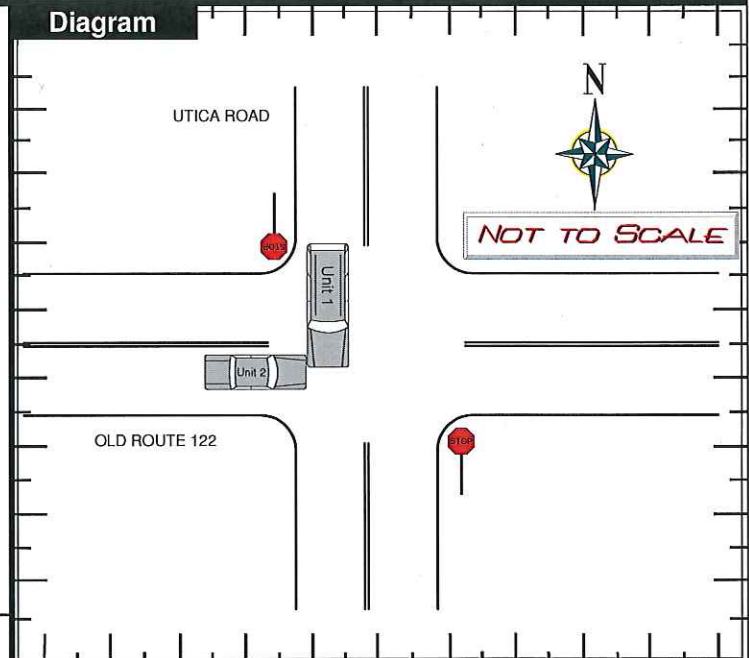 Diagram
N
UTICA ROAD
NOT TO SCALE
STOP
Unit 1
Unit 2
OLD ROUTE 122
STOP